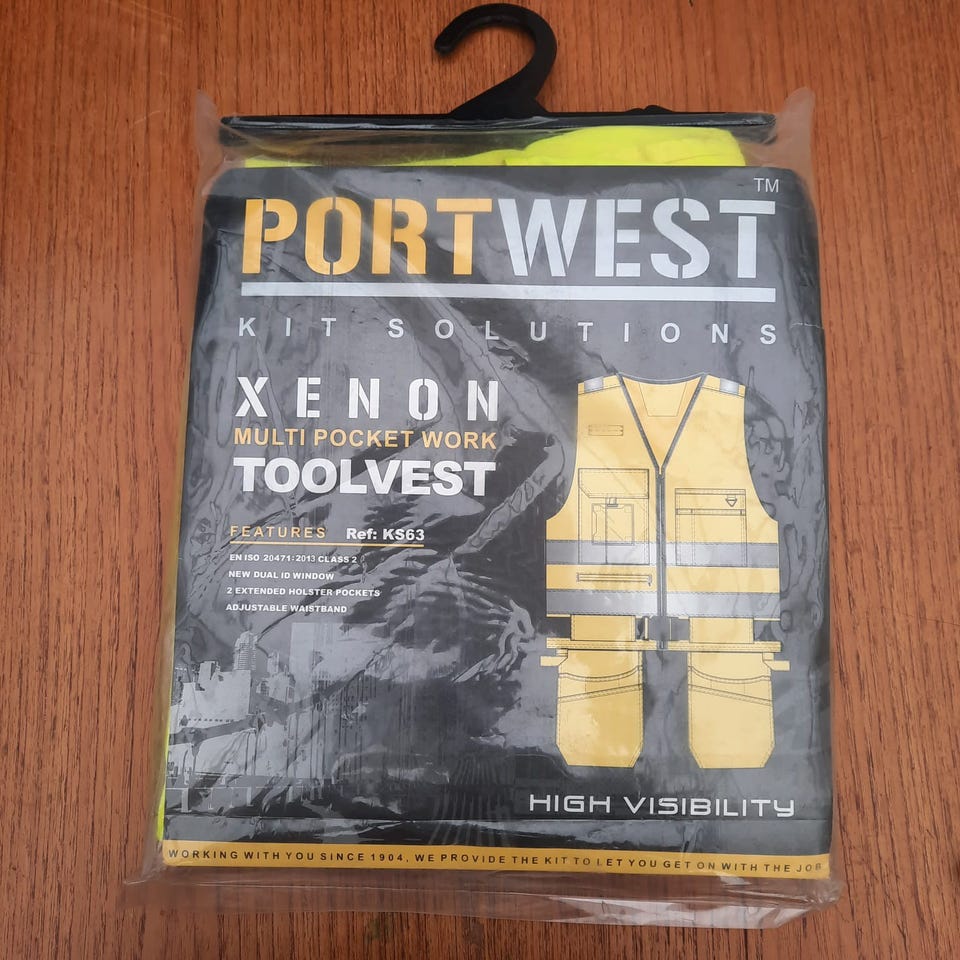 PORTWEST™
KIT SOLUTIONS
XENON
MULTI POCKET WORK
TOOLVEST
FEATURES Ref: KS63
EN ISO 20471:2013 CLASS 2
NEW DUAL ID WINDOW
2 EXTENDED HOLSTER POCKETS
ADJUSTABLE WAISTBAND
HIGH VISIBILITY
WORKING WITH YOU SINCE 1904, WE PROVIDE THE KIT TO LET YOU GET ON WITH THE JOB